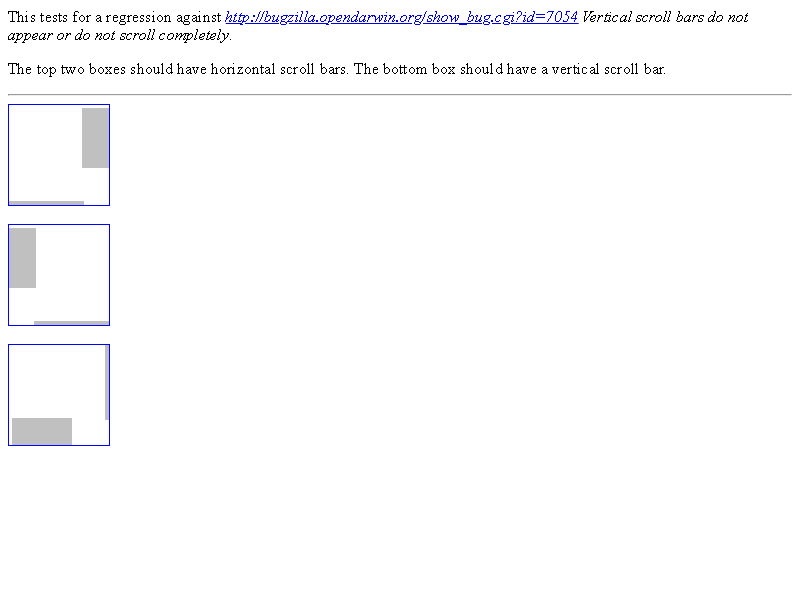 This tests for a regression against http://bugzilla.opendarwin.org/show_bug.cgi?id=7054 Vertical scroll bars do not
appear or do not scroll completely.
The top two boxes should have horizontal scroll bars. The bottom box should have a vertical scroll bar.